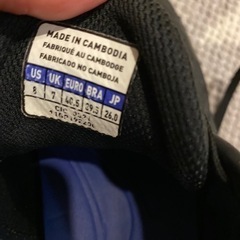 MADE IN CAMBODIA
FABRIQUÉ AU CAMBODGE
FABRICADO NO CAMBOJA
US UK EURO BRA JP
8 7 40.5 39.5 26.0